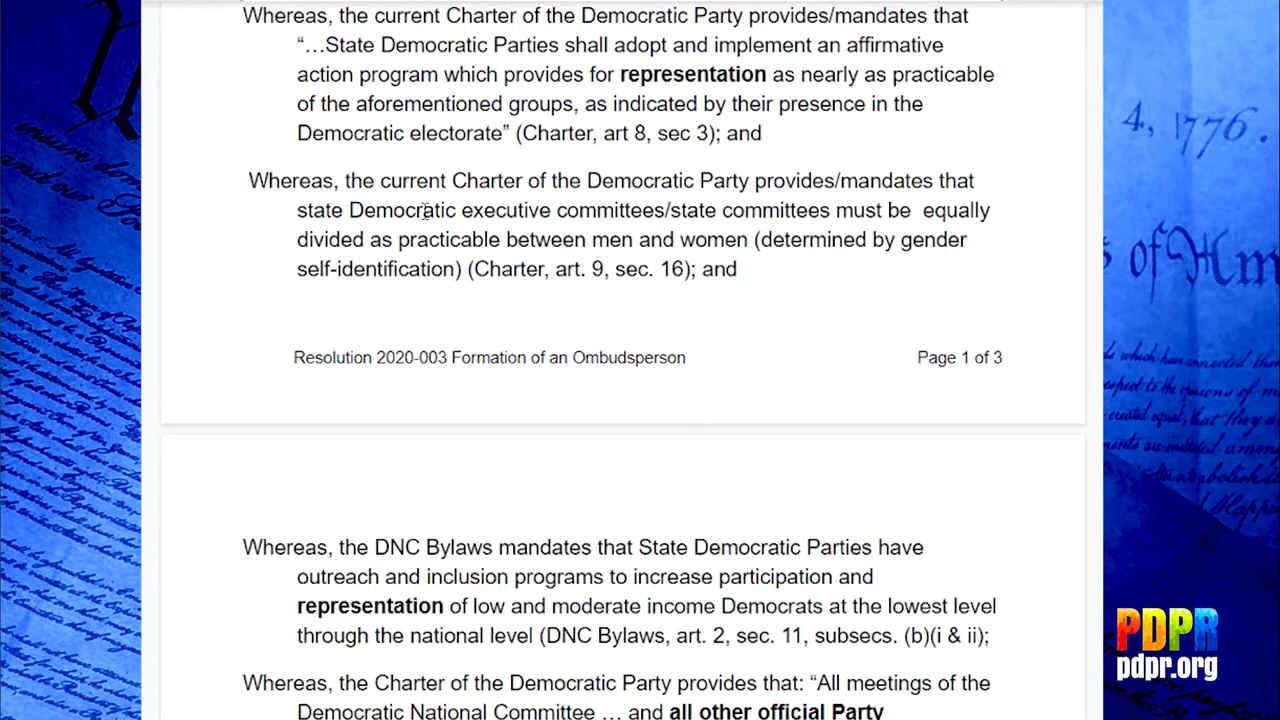 Whereas, the current Charter of the Democratic Party provides/mandates that
“…State Democratic Parties shall adopt and implement an affirmative
action program which provides for representation as nearly as practicable
of the aforementioned groups, as indicated by their presence in the
Democratic electorate” (Charter, art 8, sec 3); and
Whereas, the current Charter of the Democratic Party provides/mandates that
state Democratic executive committees/state committees must be  equally
divided as practicable between men and women (determined by gender
self-identification) (Charter, art. 9, sec. 16); and
Resolution 2020-003 Formation of an Ombudsperson
Page 1 of 3
Whereas, the DNC Bylaws mandates that State Democratic Parties have
outreach and inclusion programs to increase participation and
representation of low and moderate income Democrats at the lowest level
through the national level (DNC Bylaws, art. 2, sec. 11, subsecs. (b)(i & ii);
Whereas, the Charter of the Democratic Party provides that: “All meetings of the
Democratic National Committee … and all other official Party
4, 1776.
PDPR
pdpr.org